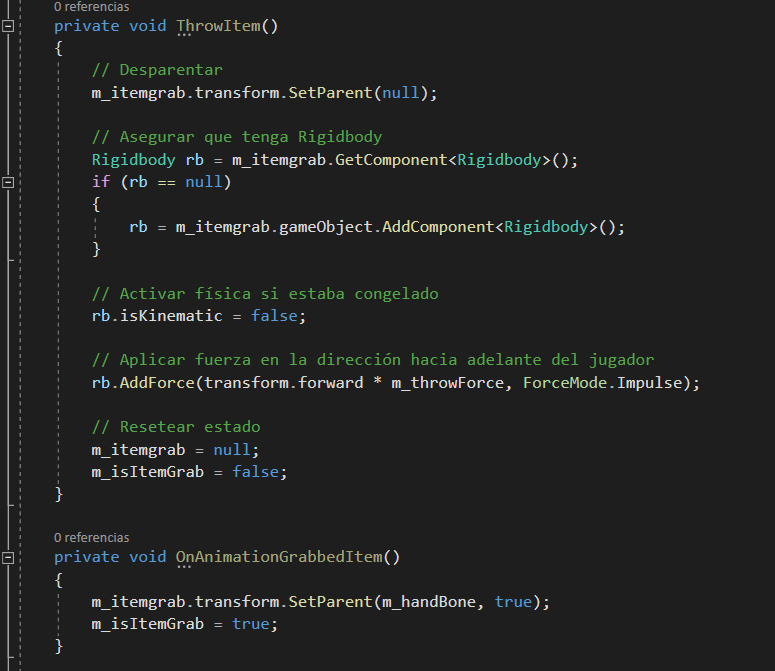 0 referencias
private void ThrowItem()
{
// Desparentar
m_itemgrab.transform.SetParent(null);
// Asegurar que tenga Rigidbody
Rigidbody rb = m_itemgrab.GetComponent<Rigidbody>();
if (rb == null)
{
rb = m_itemgrab.gameObject.AddComponent<Rigidbody>();
}
// Activar física si estaba congelado
rb.isKinematic = false;
// Aplicar fuerza en la dirección hacia adelante del jugador
rb.AddForce(transform.forward * m_throwForce, ForceMode.Impulse);
// Resetear estado
m_itemgrab = null;
m_isItemGrab = false;
}
0 referencias
private void OnAnimationGrabbedItem()
{
m_itemgrab.transform.SetParent(m_handBone, true);
m_isItemGrab = true;
}